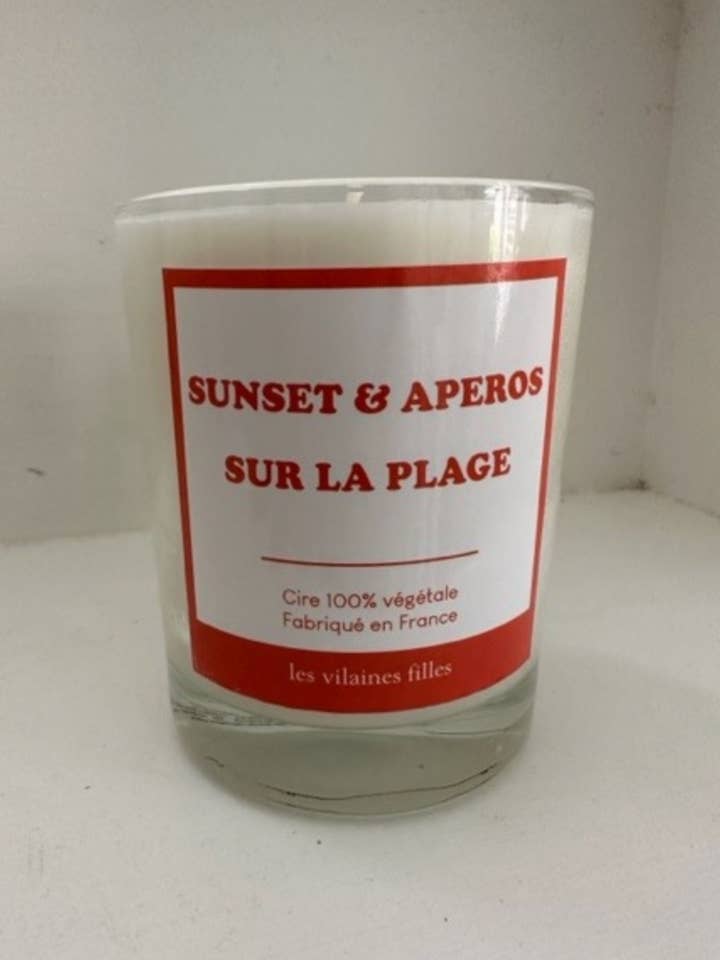 SUNSET & APEROS
SUR LA PLAGE
Cire 100% végétale
Fabriqué en France
les vilaines filles